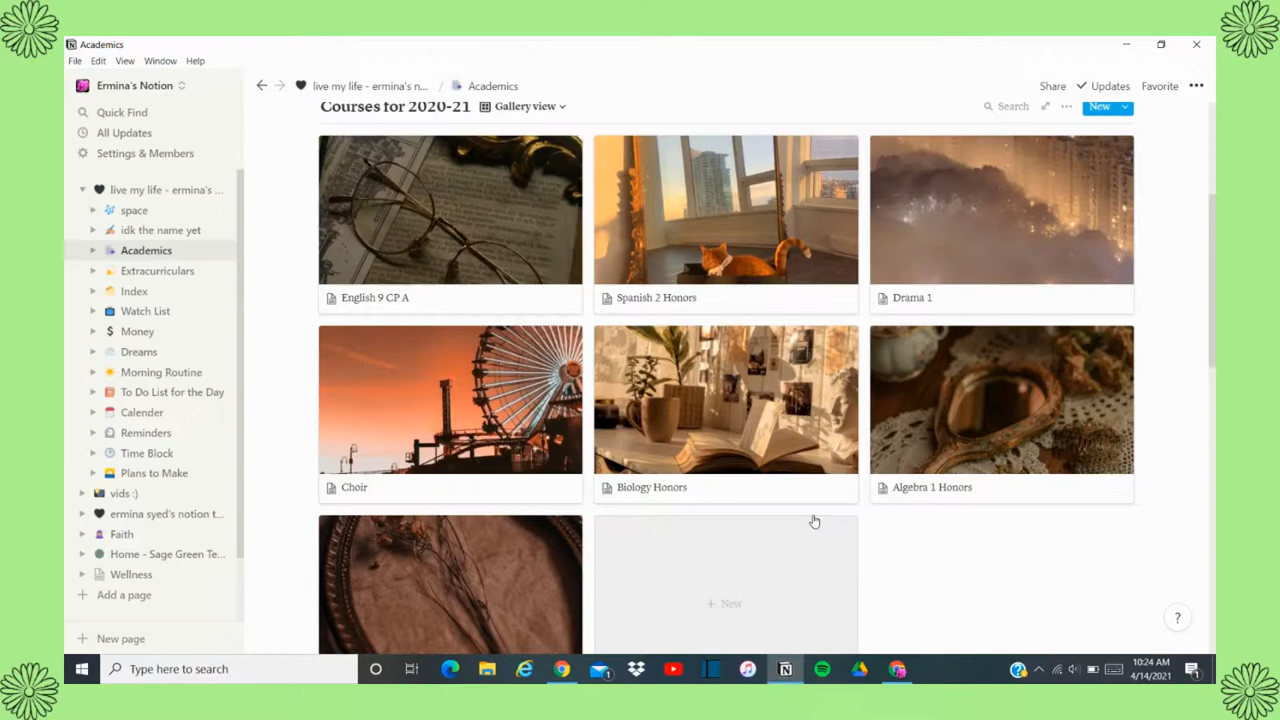 Academics
File Edit View Window Help
Ermina's Notion
live my life - ermina's n... / Academics
Share Updates Favorite
Quick Find
All Updates
Settings & Members
live my life - ermina's ...
space
idk the name yet
Academics
Extracurriculars
Index
Watch List
Money
Dreams
Morning Routine
To Do List for the Day
Calender
Reminders
Time Block
Plans to Make
vids :)
ermina syed's notion t...
Faith
Home - Sage Green Te...
Wellness
+ Add a page
+ New page
Courses for 2020-21 Gallery view
Search New
English 9 CP A
Spanish 2 Honors
Drama 1
Choir
Biology Honors
Algebra 1 Honors
+ New
?
Type here to search
10:24 AM
4/14/2021